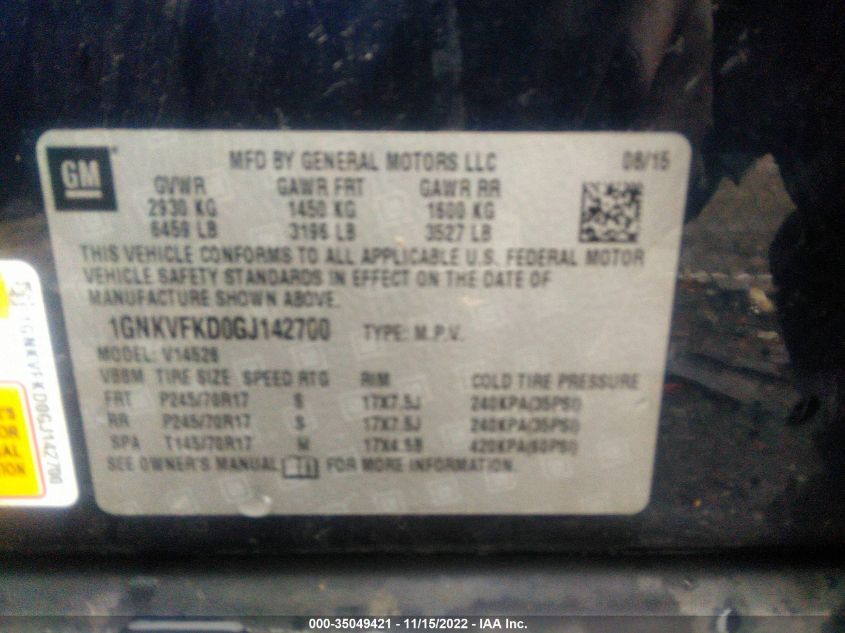 GM
MFD BY GENERAL MOTORS LLC 08/15
GVWR GAWR FRT GAWR RR
2930 KG 1450 KG 1600 KG
6459 LB 3196 LB 3527 LB
THIS VEHICLE CONFORMS TO ALL APPLICABLE U.S. FEDERAL MOTOR
VEHICLE SAFETY STANDARDS IN EFFECT ON THE DATE OF
MANUFACTURE SHOWN ABOVE.
1GNKVFKD0GJ142700 TYPE: M.P.V.
MODEL: V14526
VBBM TIRE SIZE SPEED RTG RIM COLD TIRE PRESSURE
FRT P245/70R17 S 17X7.5J 240KPA(35PSI)
RR P245/70R17 S 17X7.5J 240KPA(35PSI)
SPA T145/70R17 M 17X4.5B 420KPA(60PSI)
SEE OWNER'S MANUAL FOR MORE INFORMATION.
1GNKVFKD0GJ142700
000-35049421 - 11/15/2022 - IAA Inc.